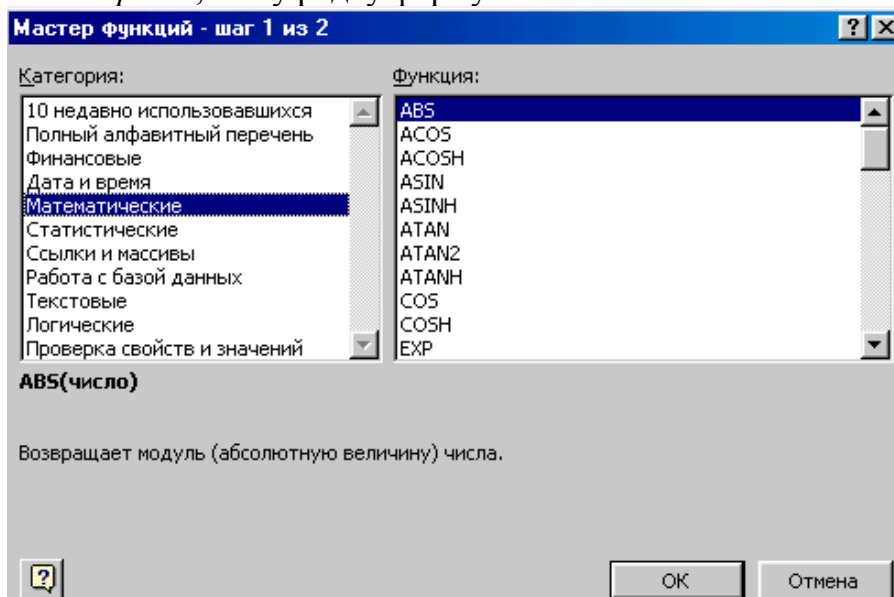 Мастер функций - шаг 1 из 2
Категория:
Функция:
10 недавно использовавшихся
Полный алфавитный перечень
Финансовые
Дата и время
Математические
Статистические
Ссылки и массивы
Работа с базой данных
Текстовые
Логические
Проверка свойств и значений
ABS
ACOS
ACOSH
ASIN
ASINH
ATAN
ATAN2
ATANH
COS
COSH
EXP
ABS(число)
Возвращает модуль (абсолютную величину) числа.
ОК
Отмена